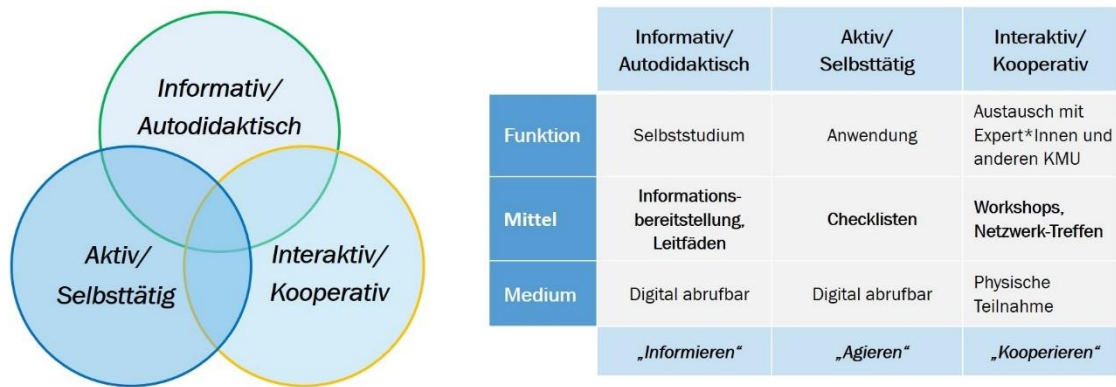 Informativ/
Autodidaktisch
Aktiv/
Selbsttätig
Interaktiv/
Kooperativ
Informativ/
Autodidaktisch
Aktiv/
Selbsttätig
Interaktiv/
Kooperativ
Funktion
Selbststudium
Anwendung
Austausch mit
Expert*Innen und
anderen KMU
Mittel
Informations-
bereitstellung,
Leitfäden
Checklisten
Workshops,
Netzwerk-Treffen
Medium
Digital abrufbar
Digital abrufbar
Physische
Teilnahme
„Informieren“
„Agieren“
„Kooperieren“